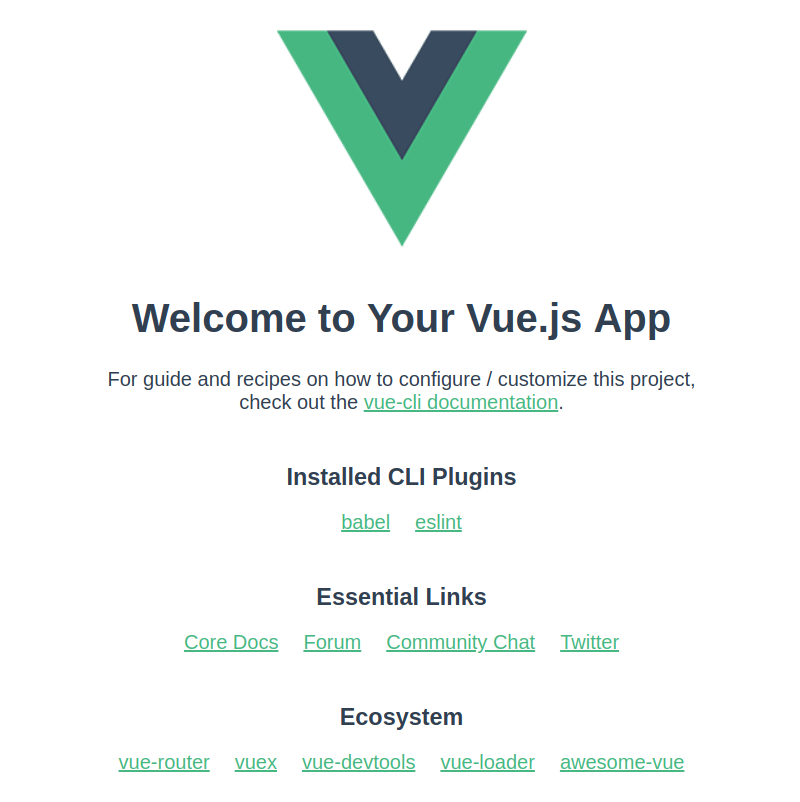 Welcome to Your Vue.js App
For guide and recipes on how to configure / customize this project,
check out the vue-cli documentation.
Installed CLI Plugins
babel eslint
Essential Links
Core Docs Forum Community Chat Twitter
Ecosystem
vue-router vuex vue-devtools vue-loader awesome-vue